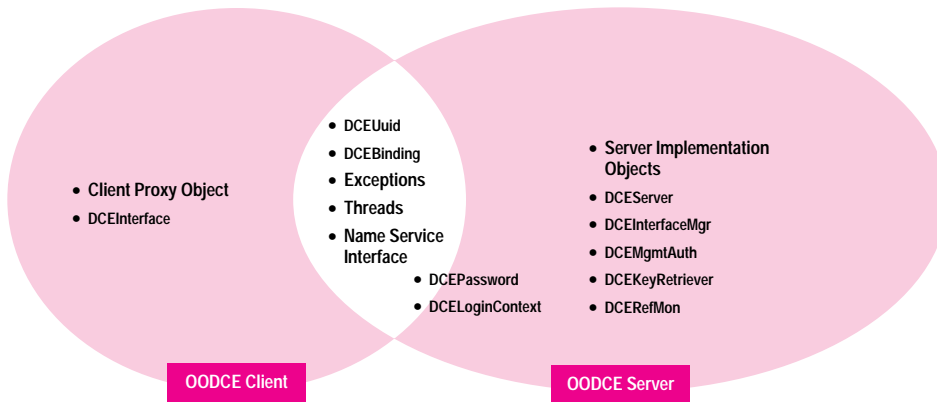 • Client Proxy Object
• DCEInterface
• DCEUuid
• DCEBinding
• Exceptions
• Threads
• Name Service
Interface
• DCEPassword
• DCELoginContext
• Server Implementation
Objects
• DCEServer
• DCEInterfaceMgr
• DCEMgmtAuth
• DCEKeyRetriever
• DCERefMon
OODCE Client
OODCE Server